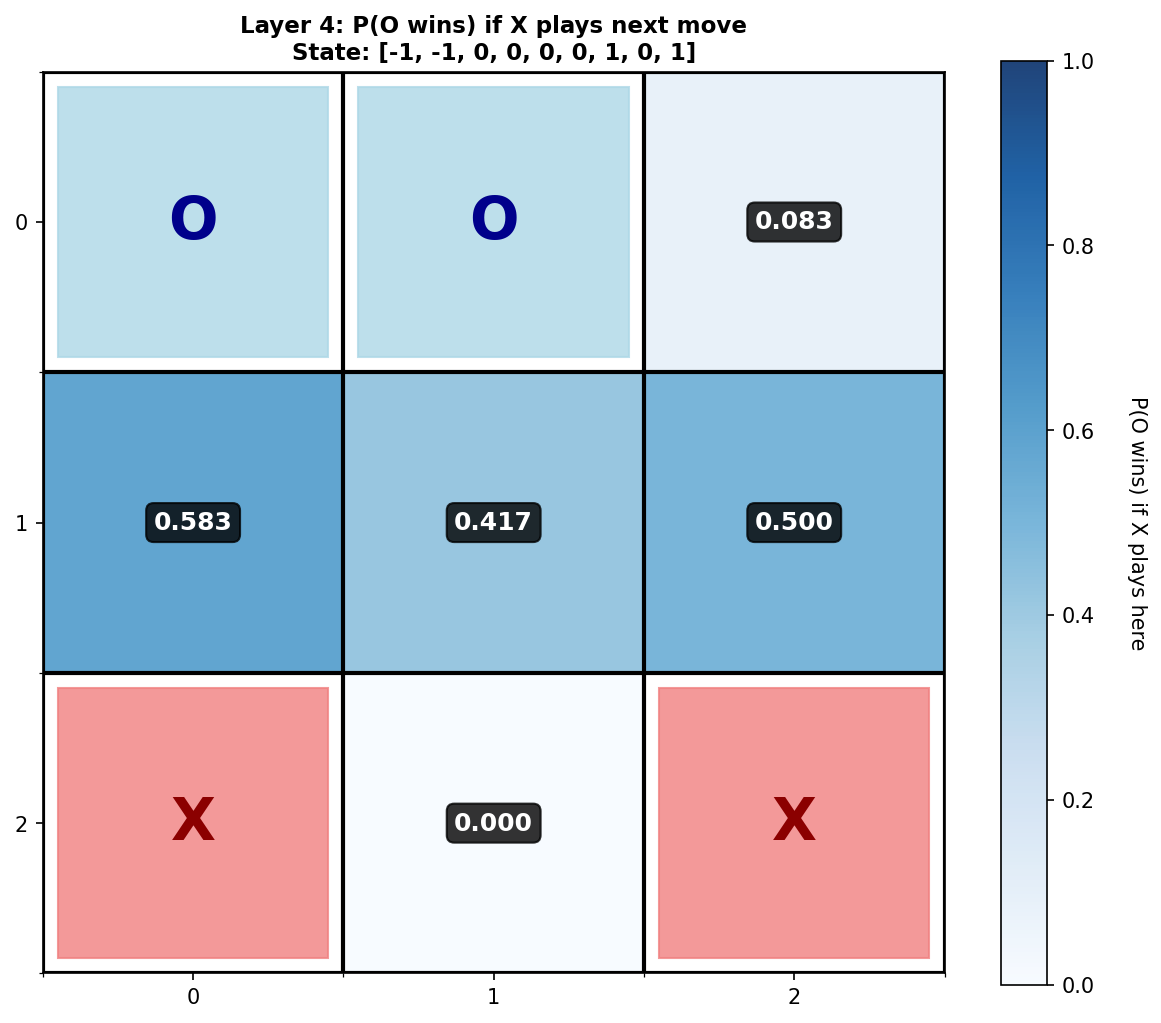 Layer 4: P(O wins) if X plays next move
State: [-1, -1, 0, 0, 0, 0, 1, 0, 1]
0
O
O
0.083
1
0.583
0.417
0.500
2
X
0.000
X
0
1
2
1.0
0.8
0.6
0.4
0.2
0.0
P(O wins) if X plays here